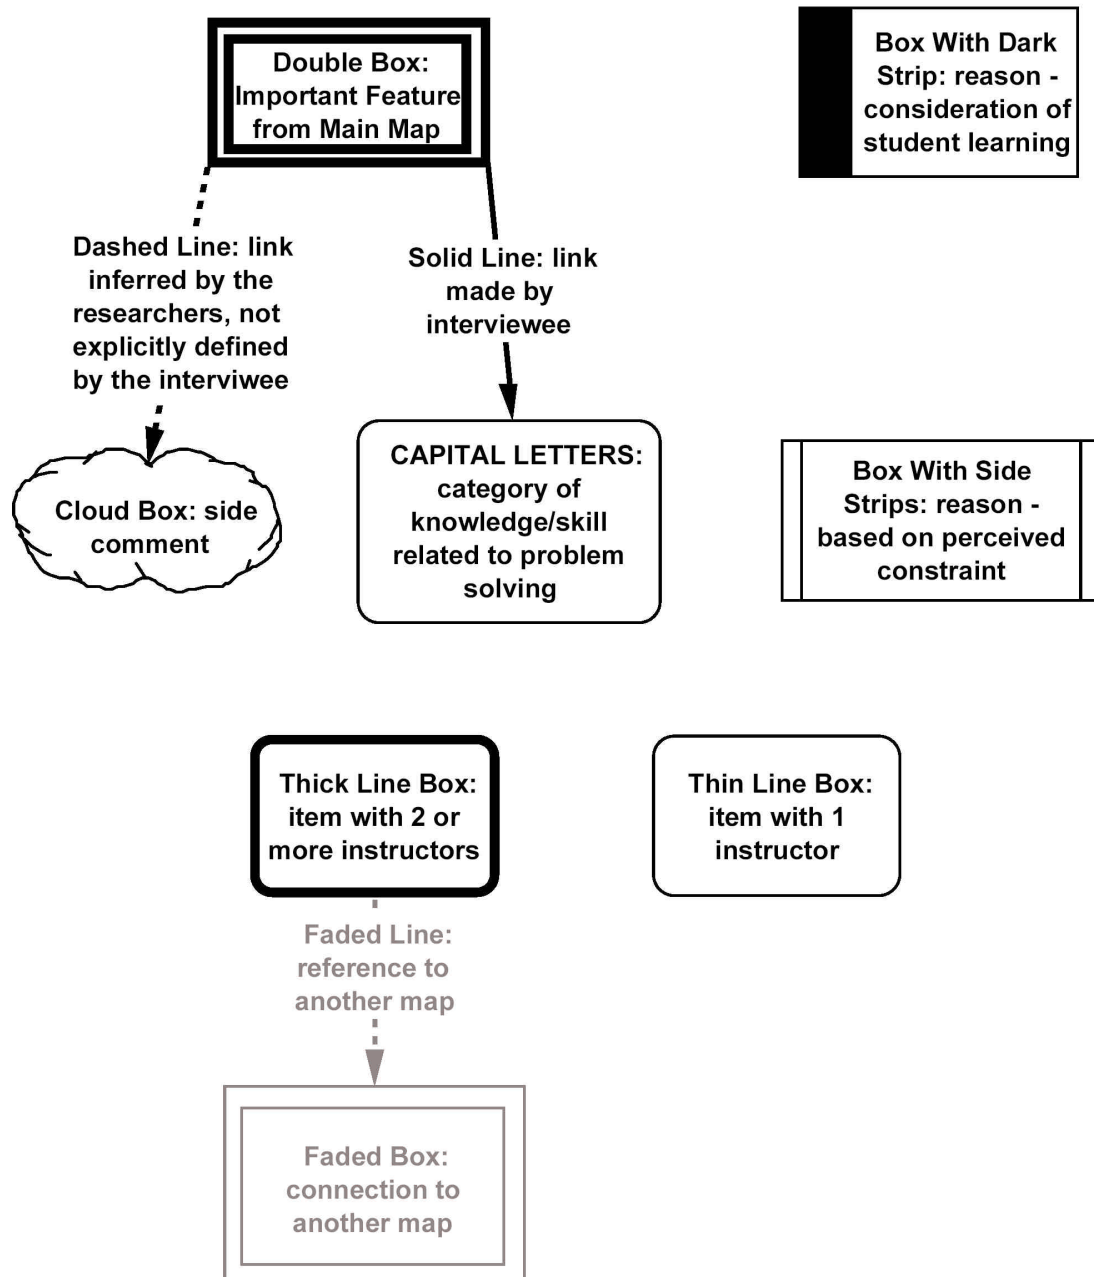 Double Box:
Important Feature
from Main Map
Box With Dark
Strip: reason -
consideration of
student learning
Dashed Line: link
inferred by the
researchers, not
explicitly defined
by the interviwee
Solid Line: link
made by
interviewee
Cloud Box: side
comment
CAPITAL LETTERS:
category of
knowledge/skill
related to problem
solving
Box With Side
Strips: reason -
based on perceived
constraint
Thick Line Box:
item with 2 or
more instructors
Thin Line Box:
item with 1
instructor
Faded Line:
reference to
another map
Faded Box:
connection to
another map